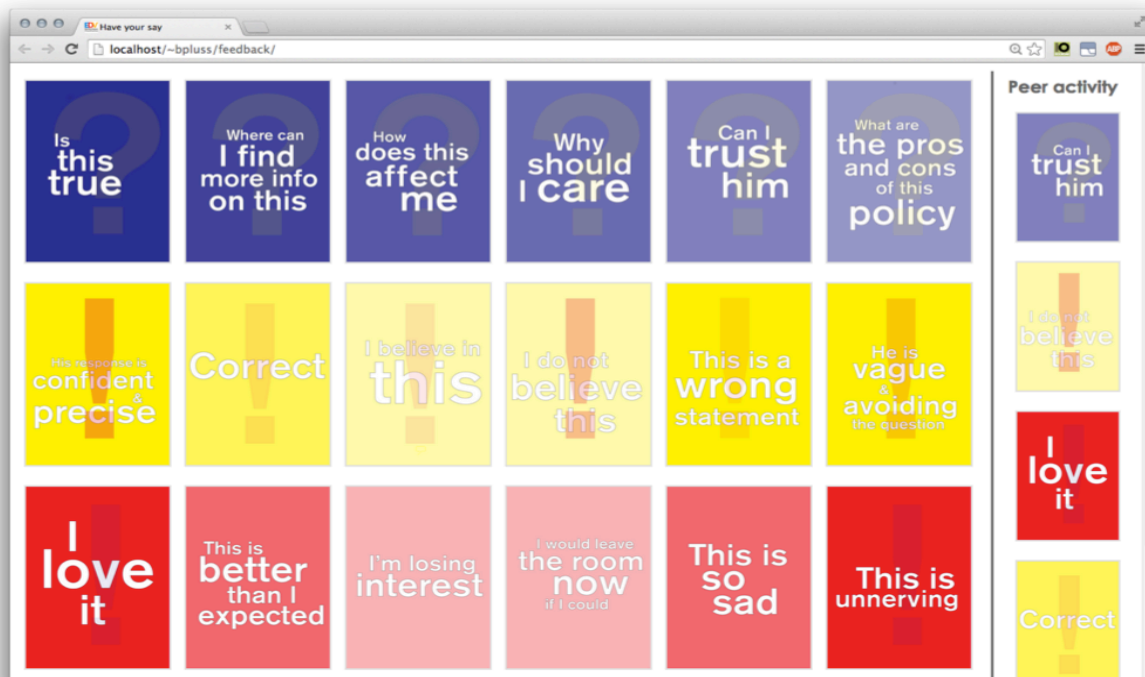 Have your say
localhost/~bpluss/feedback/
Is
this
true
Where can
I find
more info
on this
How
does this
affect
me
Why
should
I care
Can I
trust
him
What are
the pros
and cons
of this
policy
His response is
confident
&
precise
Correct
I believe in
this
I do not
believe
this
This is a
wrong
statement
He is
vague
&
avoiding
the question
I
love
it
This is
better
than I
expected
I'm losing
interest
I would leave
the room
now
if I could
This is
so
sad
This is
unnerving
Peer activity
Can I
trust
him
I do not
believe
this
I
love
it
Correct